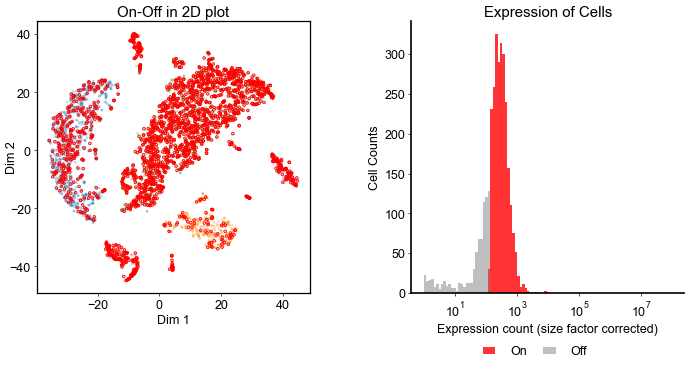 On-Off in 2D plot
Dim 2
40
20
0
−20
−40
−20
0
20
40
Dim 1
Expression of Cells
Cell Counts
300
250
200
150
100
50
0
10^1
10^3
10^5
10^7
Expression count (size factor corrected)
On
Off